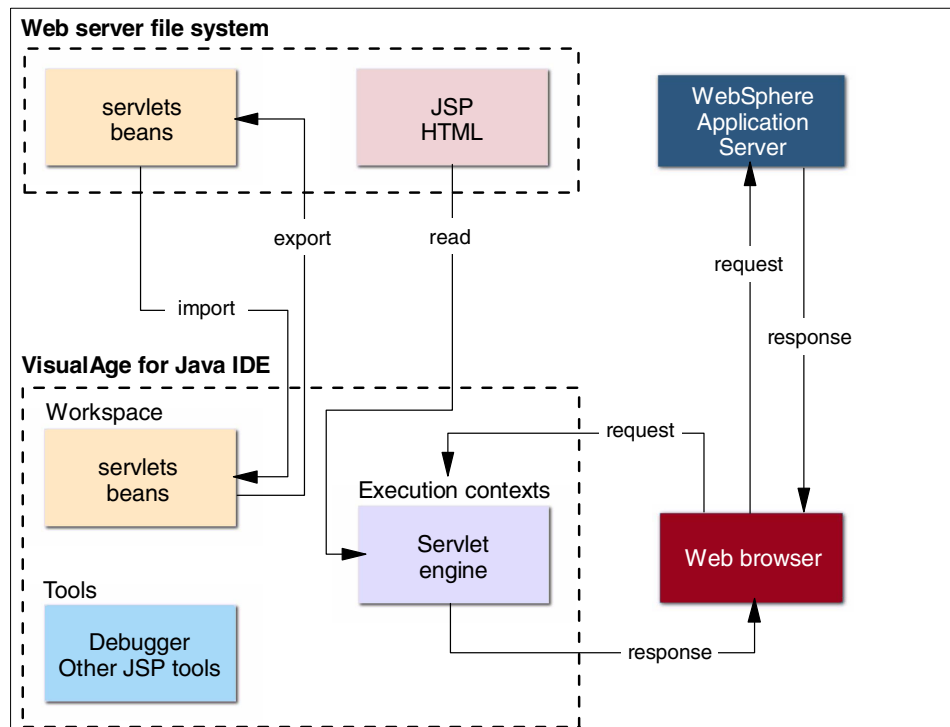 Web server file system
servlets
beans
JSP
HTML
WebSphere
Application
Server
export
read
request
import
response
VisualAge for Java IDE
Workspace
servlets
beans
request
Execution contexts
Servlet
engine
Web browser
Tools
Debugger
Other JSP tools
response